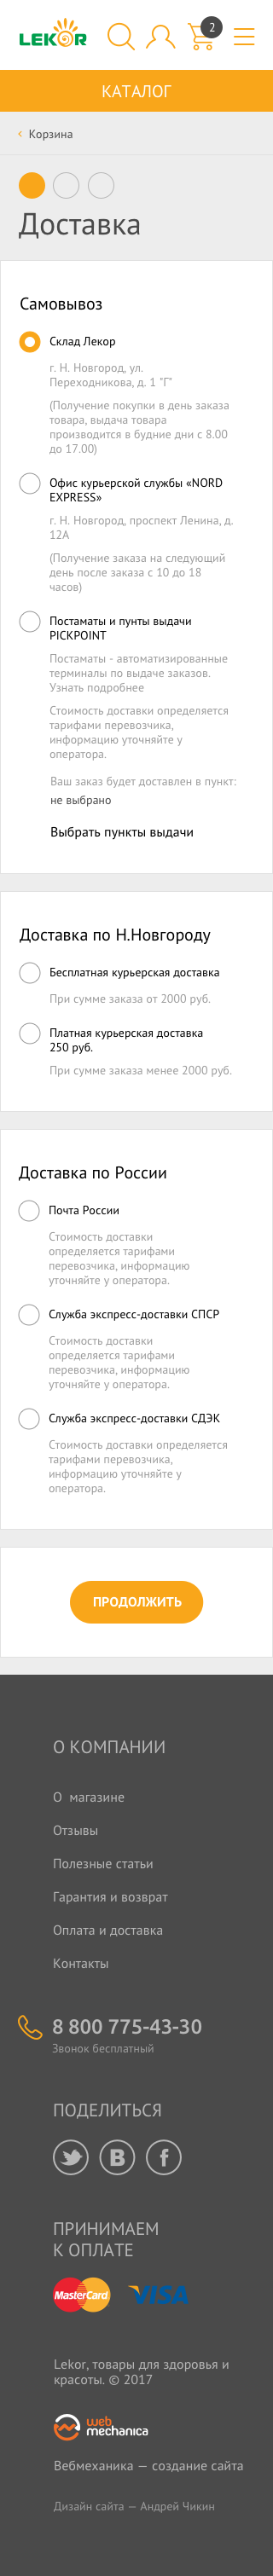 LEKOR
2
КАТАЛОГ
Корзина
Доставка
Самовывоз
Склад Лекор
г. Н. Новгород, ул.
Переходникова, д. 1 "Г"
(Получение покупки в день заказа
товара, выдача товара
производится в будние дни с 8.00
до 17.00)
Офис курьерской службы «NORD
EXPRESS»
г. Н. Новгород, проспект Ленина, д.
12А
(Получение заказа на следующий
день после заказа с 10 до 18
часов)
Постаматы и пунты выдачи
PICKPOINT
Постаматы - автоматизированные
терминалы по выдаче заказов.
Узнать подробнее
Стоимость доставки определяется
тарифами перевозчика,
информацию уточняйте у
оператора.
Ваш заказ будет доставлен в пункт:
не выбрано
Выбрать пункты выдачи
Доставка по Н.Новгороду
Бесплатная курьерская доставка
При сумме заказа от 2000 руб.
Платная курьерская доставка
250 руб.
При сумме заказа менее 2000 руб.
Доставка по России
Почта России
Стоимость доставки
определяется тарифами
перевозчика, информацию
уточняйте у оператора.
Служба экспресс-доставки СПСР
Стоимость доставки
определяется тарифами
перевозчика, информацию
уточняйте у оператора.
Служба экспресс-доставки СДЭК
Стоимость доставки определяется
тарифами перевозчика,
информацию уточняйте у
оператора.
ПРОДОЛЖИТЬ
О КОМПАНИИ
О магазине
Отзывы
Полезные статьи
Гарантия и возврат
Оплата и доставка
Контакты
8 800 775-43-30
Звонок бесплатный
ПОДЕЛИТЬСЯ
ПРИНИМАЕМ
К ОПЛАТЕ
MasterCard VISA
Lekor, товары для здоровья и
красоты. © 2017
web
mechanica
Вебмеханика — создание сайта
Дизайн сайта — Андрей Чикин